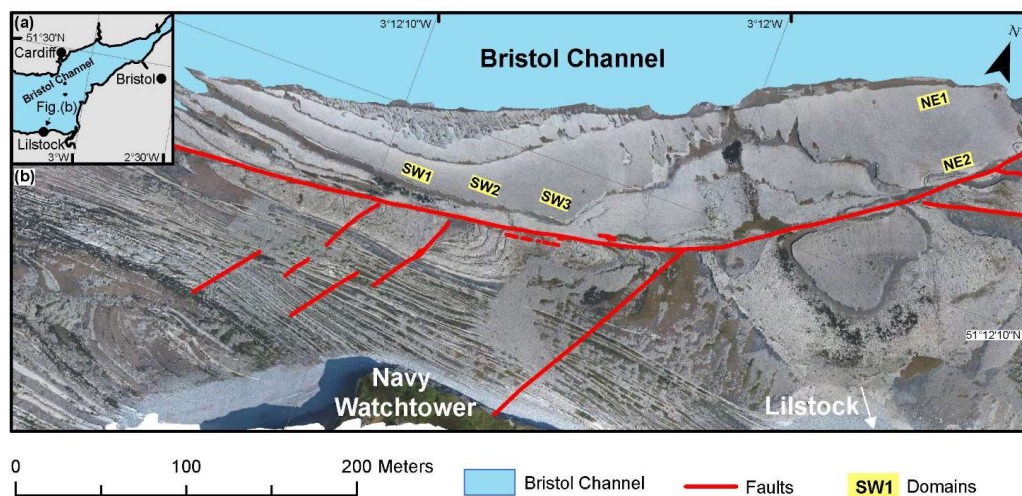 (a)
51°30'N
Cardiff
Bristol Channel
Bristol
Fig.(b)
Lilstock
3°W
2°30'W
3°12'10"W
3°12'W
N
Bristol Channel
(b)
NE1
NE2
SW1
SW2
SW3
51°12'10"N
Navy
Watchtower
Lilstock
0 100 200 Meters
Bristol Channel
Faults
SW1 Domains